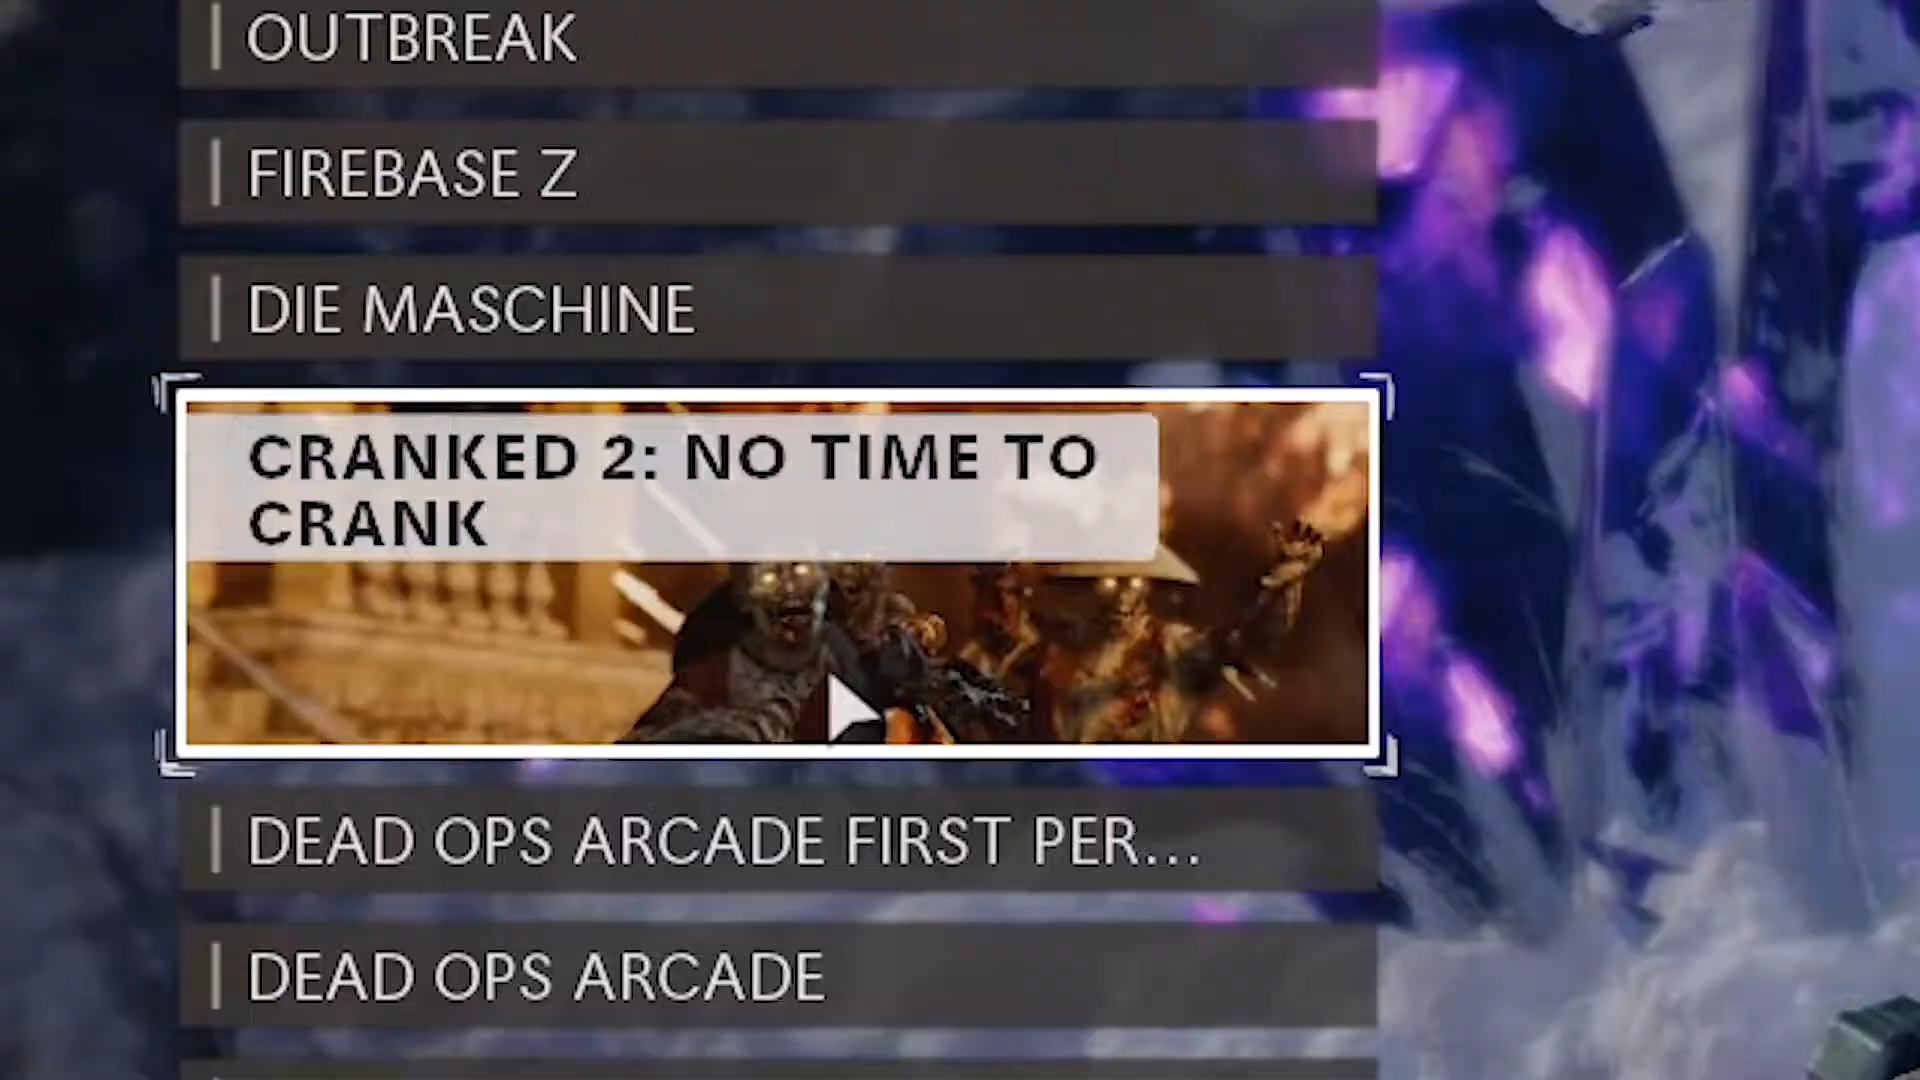 OUTBREAK
FIREBASE Z
DIE MASCHINE
CRANKED 2: NO TIME TO
CRANK
DEAD OPS ARCADE FIRST PER...
DEAD OPS ARCADE